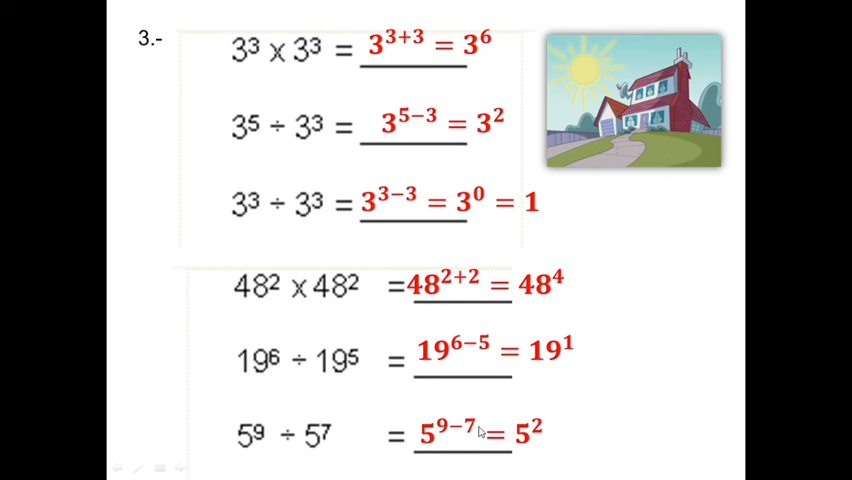 3.-
3³ x 3³ = 3³⁺³ = 3⁶
3⁵ ÷ 3³ = 3⁵⁻³ = 3²
3³ ÷ 3³ = 3³⁻³ = 3⁰ = 1
48² x 48² = 48²⁺² = 48⁴
19⁶ ÷ 19⁵ = 19⁶⁻⁵ = 19¹
5⁹ ÷ 5⁷ = 5⁹⁻⁷ = 5²